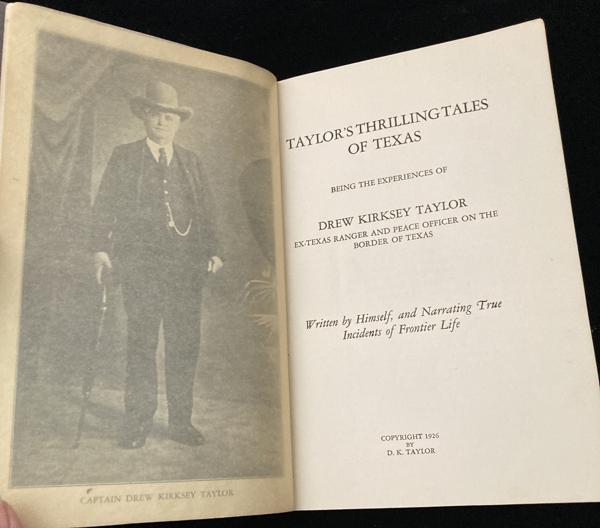 CAPTAIN DREW KIRKSEY TAYLOR
TAYLOR'S THRILLING TALES
OF TEXAS
BEING THE EXPERIENCES OF
DREW KIRKSEY TAYLOR
EX-TEXAS RANGER AND PEACE OFFICER ON THE
BORDER OF TEXAS
Written by Himself, and Narrating True
Incidents of Frontier Life
COPYRIGHT 1926
BY
D. K. TAYLOR